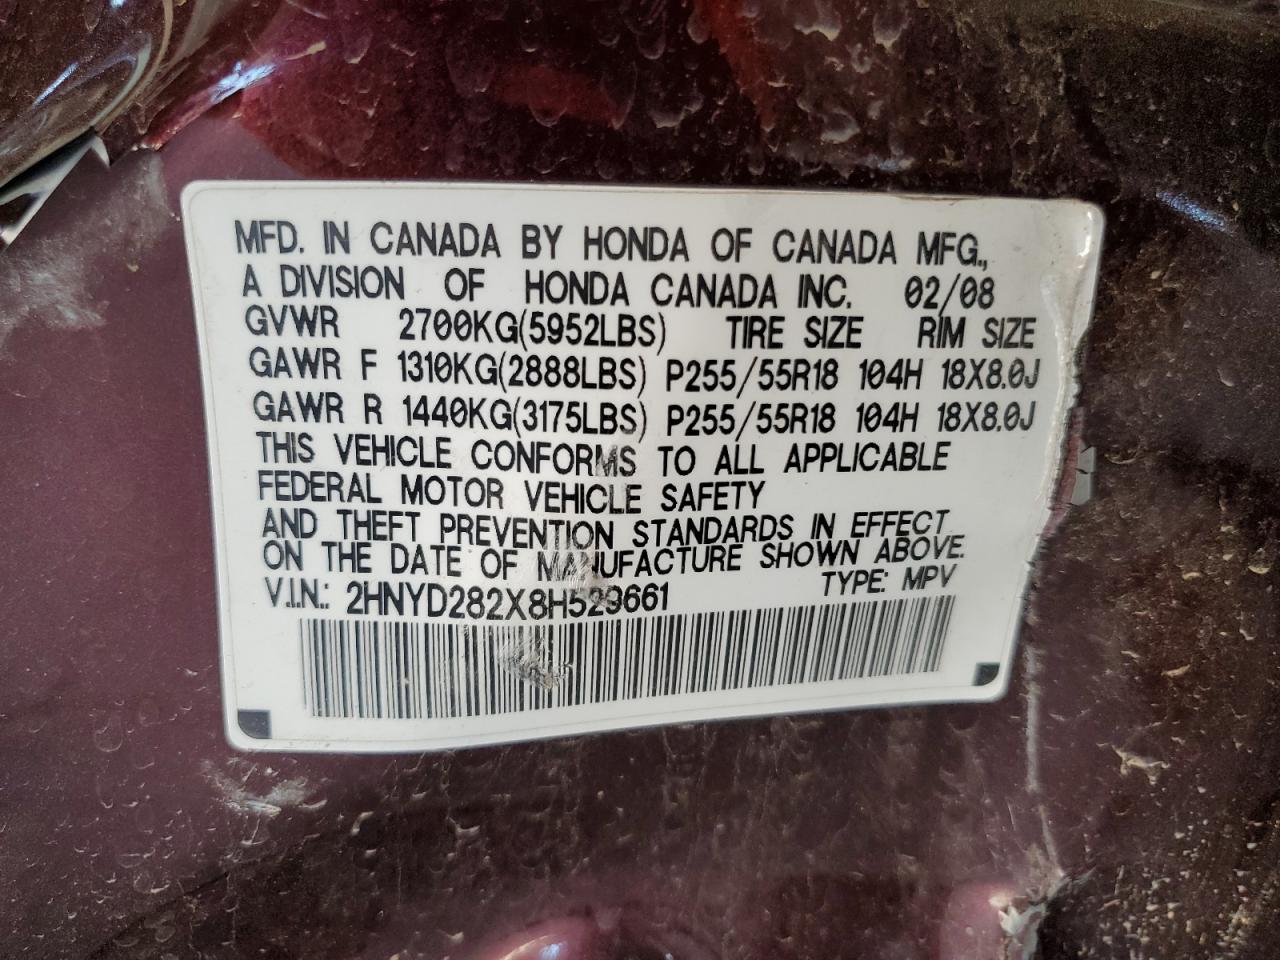 MFD. IN CANADA BY HONDA OF CANADA MFG.,
A DIVISION OF HONDA CANADA INC. 02/08
GVWR 2700KG(5952LBS) TIRE SIZE RIM SIZE
GAWR F 1310KG(2888LBS) P255/55R18 104H 18X8.0J
GAWR R 1440KG(3175LBS) P255/55R18 104H 18X8.0J
THIS VEHICLE CONFORMS TO ALL APPLICABLE
FEDERAL MOTOR VEHICLE SAFETY
AND THEFT PREVENTION STANDARDS IN EFFECT
ON THE DATE OF MANUFACTURE SHOWN ABOVE.
V.I.N.: 2HNYD282X8H529661 TYPE: MPV